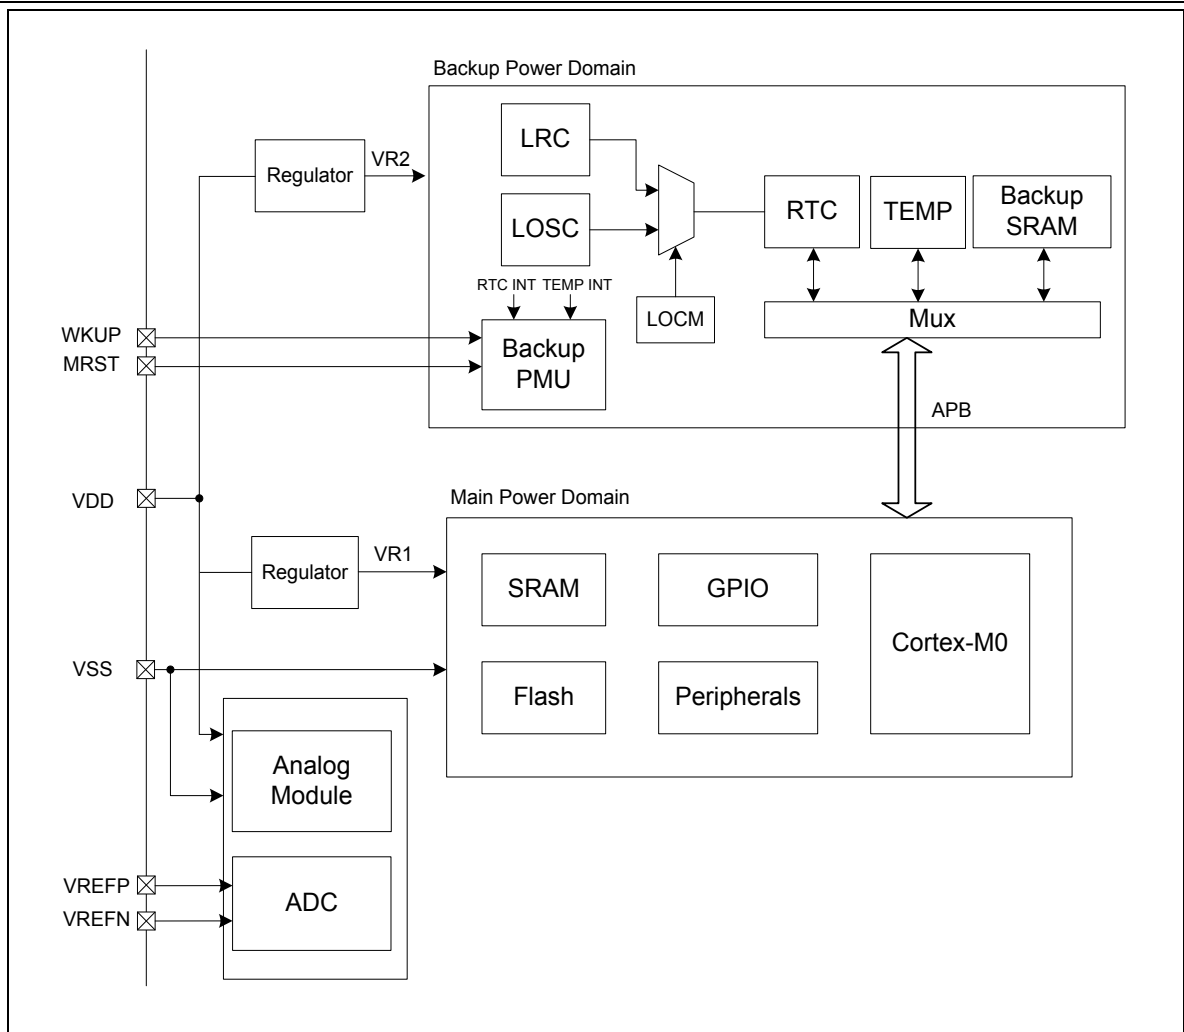 Backup Power Domain
LRC
VR2
Regulator
RTC
TEMP
Backup
SRAM
LOSC
RTC INT
TEMP INT
LOCM
Mux
WKUP
MRST
Backup
PMU
APB
VDD
Main Power Domain
VR1
Regulator
SRAM
GPIO
Cortex-M0
VSS
Flash
Peripherals
Analog
Module
VREFP
VREFN
ADC